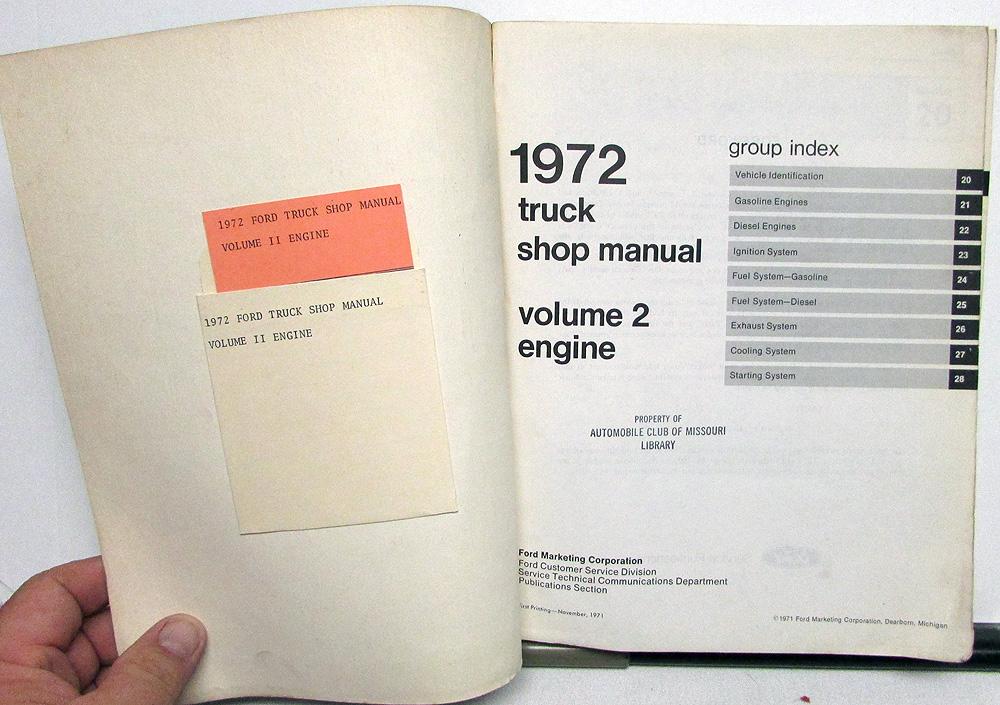 1972 FORD TRUCK SHOP MANUAL
VOLUME II ENGINE
1972 FORD TRUCK SHOP MANUAL
VOLUME II ENGINE
1972
truck
shop manual
volume 2
engine
group index
Vehicle Identification 20
Gasoline Engines 21
Diesel Engines 22
Ignition System 23
Fuel System—Gasoline 24
Fuel System—Diesel 25
Exhaust System 26
Cooling System 27
Starting System 28
PROPERTY OF
AUTOMOBILE CLUB OF MISSOURI
LIBRARY
Ford Marketing Corporation
Ford Customer Service Division
Service Technical Communications Department
Publications Section
First Printing—November, 1971
©1971 Ford Marketing Corporation, Dearborn, Michigan